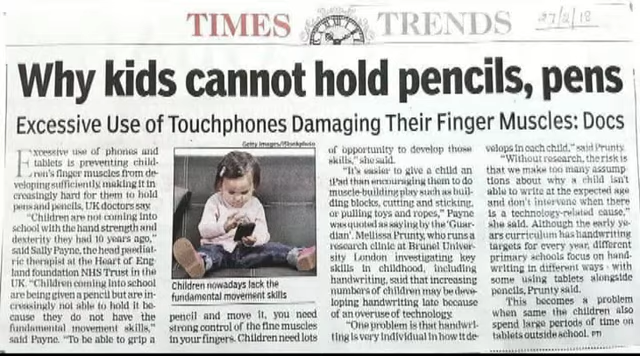 TIMES TRENDS 27/2/18
Why kids cannot hold pencils, pens
Excessive Use of Touchphones Damaging Their Finger Muscles: Docs
Excessive use of phones and
tablets is preventing child-
ren's finger muscles from de-
veloping sufficiently, making it in
creasingly hard for them to hold
pens and pencils, UK doctors say.
"Children are not coming into
school with the hand strength and
dexterity they had 10 years ago,"
said Sally Payne, the head paediat-
ric therapist at the Heart of Eng-
land foundation NHS Trust in the
UK. "Children coming into school
are being given a pencil but are in-
creasingly not able to hold it be-
cause they do not have the
fundamental movement skills,"
said Payne. "To be able to grip a
Getty Images/iStockphoto
Children nowadays lack the
fundamental movement skills
pencil and move it, you need
strong control of the fine muscles
in your fingers. Children need lots
of opportunity to develop those
skills," she said.
"It's easier to give a child an
iPad than encouraging them to do
muscle-building play such as buil-
ding blocks, cutting and sticking,
or pulling toys and ropes," Payne
was quoted as saying by the 'Guar-
dian'. Mellissa Prunty, who runs a
research clinic at Brunel Univer-
sity London investigating key
skills in childhood, including
handwriting, said that increasing
numbers of children may be deve-
loping handwriting late because
of an overuse of technology.
"One problem is that handwri-
ting is very individual in how it de-
velops in each child," said Prunty.
"Without research, the risk is
that we make too many assump-
tions about why a child isn't
able to write at the expected age
and don't intervene when there
is a technology-related cause,"
she said. Although the early ye-
ars curriculum has handwriting
targets for every year, different
primary schools focus on hand-
writing in different ways - with
some using tablets alongside
pencils, Prunty said.
This becomes a problem
when same the children also
spend large periods of time on
tablets outside school. PTI